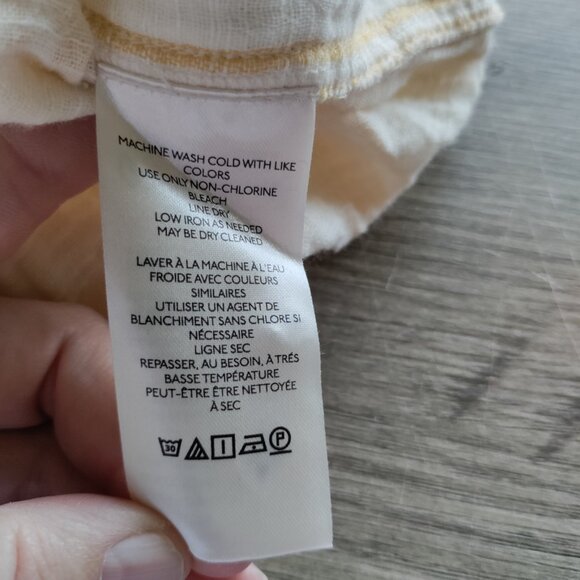 MACHINE WASH COLD WITH LIKE
COLORS
USE ONLY NON-CHLORINE
BLEACH
LINE DRY
LOW IRON AS NEEDED
MAY BE DRY CLEANED
LAVER À LA MACHINE À L'EAU
FROIDE AVEC COULEURS
SIMILAIRES
UTILISER UN AGENT DE
BLANCHIMENT SANS CHLORE SI
NÉCESSAIRE
LIGNE SEC
REPASSER, AU BESOIN, À TRÉS
BASSE TEMPÉRATURE
PEUT-ÊTRE ÊTRE NETTOYÉE
À SEC
30 P